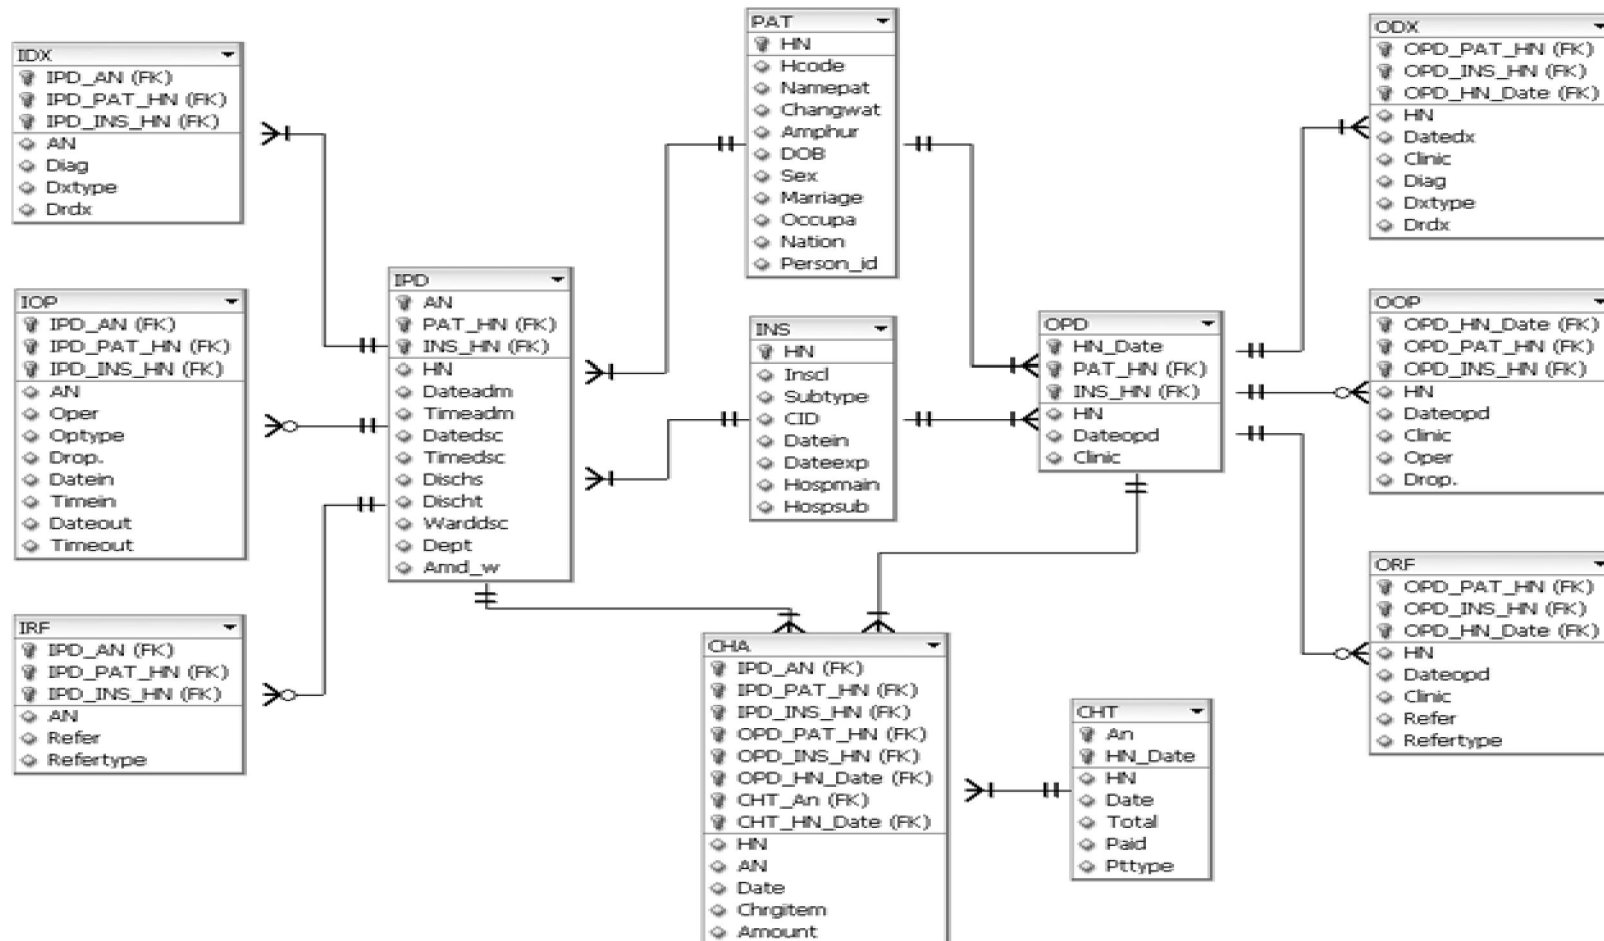 IDX
IPD_AN (FK)
IPD_PAT_HN (FK)
IPD_INS_HN (FK)
AN
Diag
Dxtype
Drdx
IOP
IPD_AN (FK)
IPD_PAT_HN (FK)
IPD_INS_HN (FK)
AN
Oper
Optype
Drop.
Datein
Timein
Dateout
Timeout
IRF
IPD_AN (FK)
IPD_PAT_HN (FK)
IPD_INS_HN (FK)
AN
Refer
Refertype
IPD
AN
PAT_HN (FK)
INS_HN (FK)
HN
Dateadm
Timeadm
Datedsc
Timedsc
Dischs
Discht
Warddsc
Dept
Amd_w
PAT
HN
Hcode
Namepat
Changwat
Amphur
DOB
Sex
Marriage
Occupa
Nation
Person_id
INS
HN
Inscl
Subtype
CID
Datein
Dateexp
Hospmain
Hospsub
CHA
IPD_AN (FK)
IPD_PAT_HN (FK)
IPD_INS_HN (FK)
OPD_PAT_HN (FK)
OPD_INS_HN (FK)
OPD_HN_Date (FK)
CHT_An (FK)
CHT_HN_Date (FK)
HN
AN
Date
Chrgitem
Amount
OPD
HN_Date
PAT_HN (FK)
INS_HN (FK)
HN
Dateopd
Clinic
CHT
An
HN_Date
HN
Date
Total
Paid
Pttype
ODX
OPD_PAT_HN (FK)
OPD_INS_HN (FK)
OPD_HN_Date (FK)
HN
Datedx
Clinic
Diag
Dxtype
Drdx
OOP
OPD_HN_Date (FK)
OPD_PAT_HN (FK)
OPD_INS_HN (FK)
HN
Dateopd
Clinic
Oper
Drop.
ORF
OPD_PAT_HN (FK)
OPD_INS_HN (FK)
OPD_HN_Date (FK)
HN
Dateopd
Clinic
Refer
Refertype